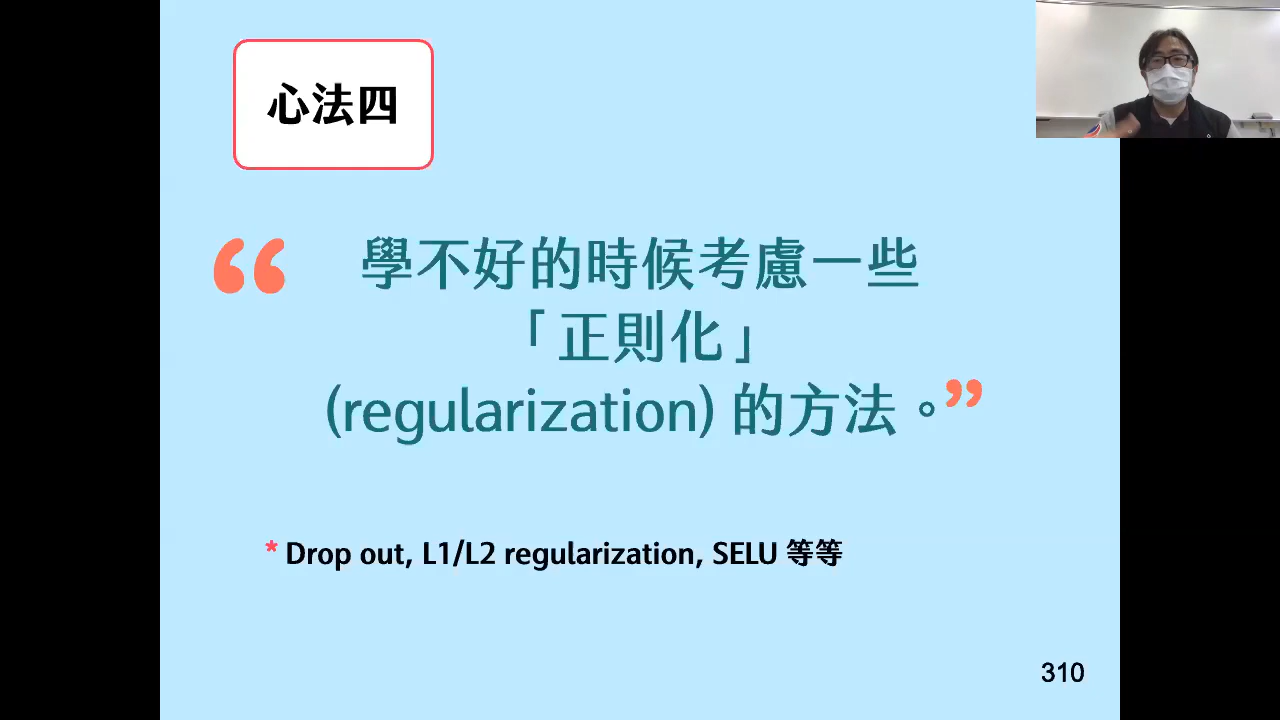 心法四
“ 學不好的時候考慮一些
「正則化」
(regularization) 的方法。”
* Drop out, L1/L2 regularization, SELU 等等
310